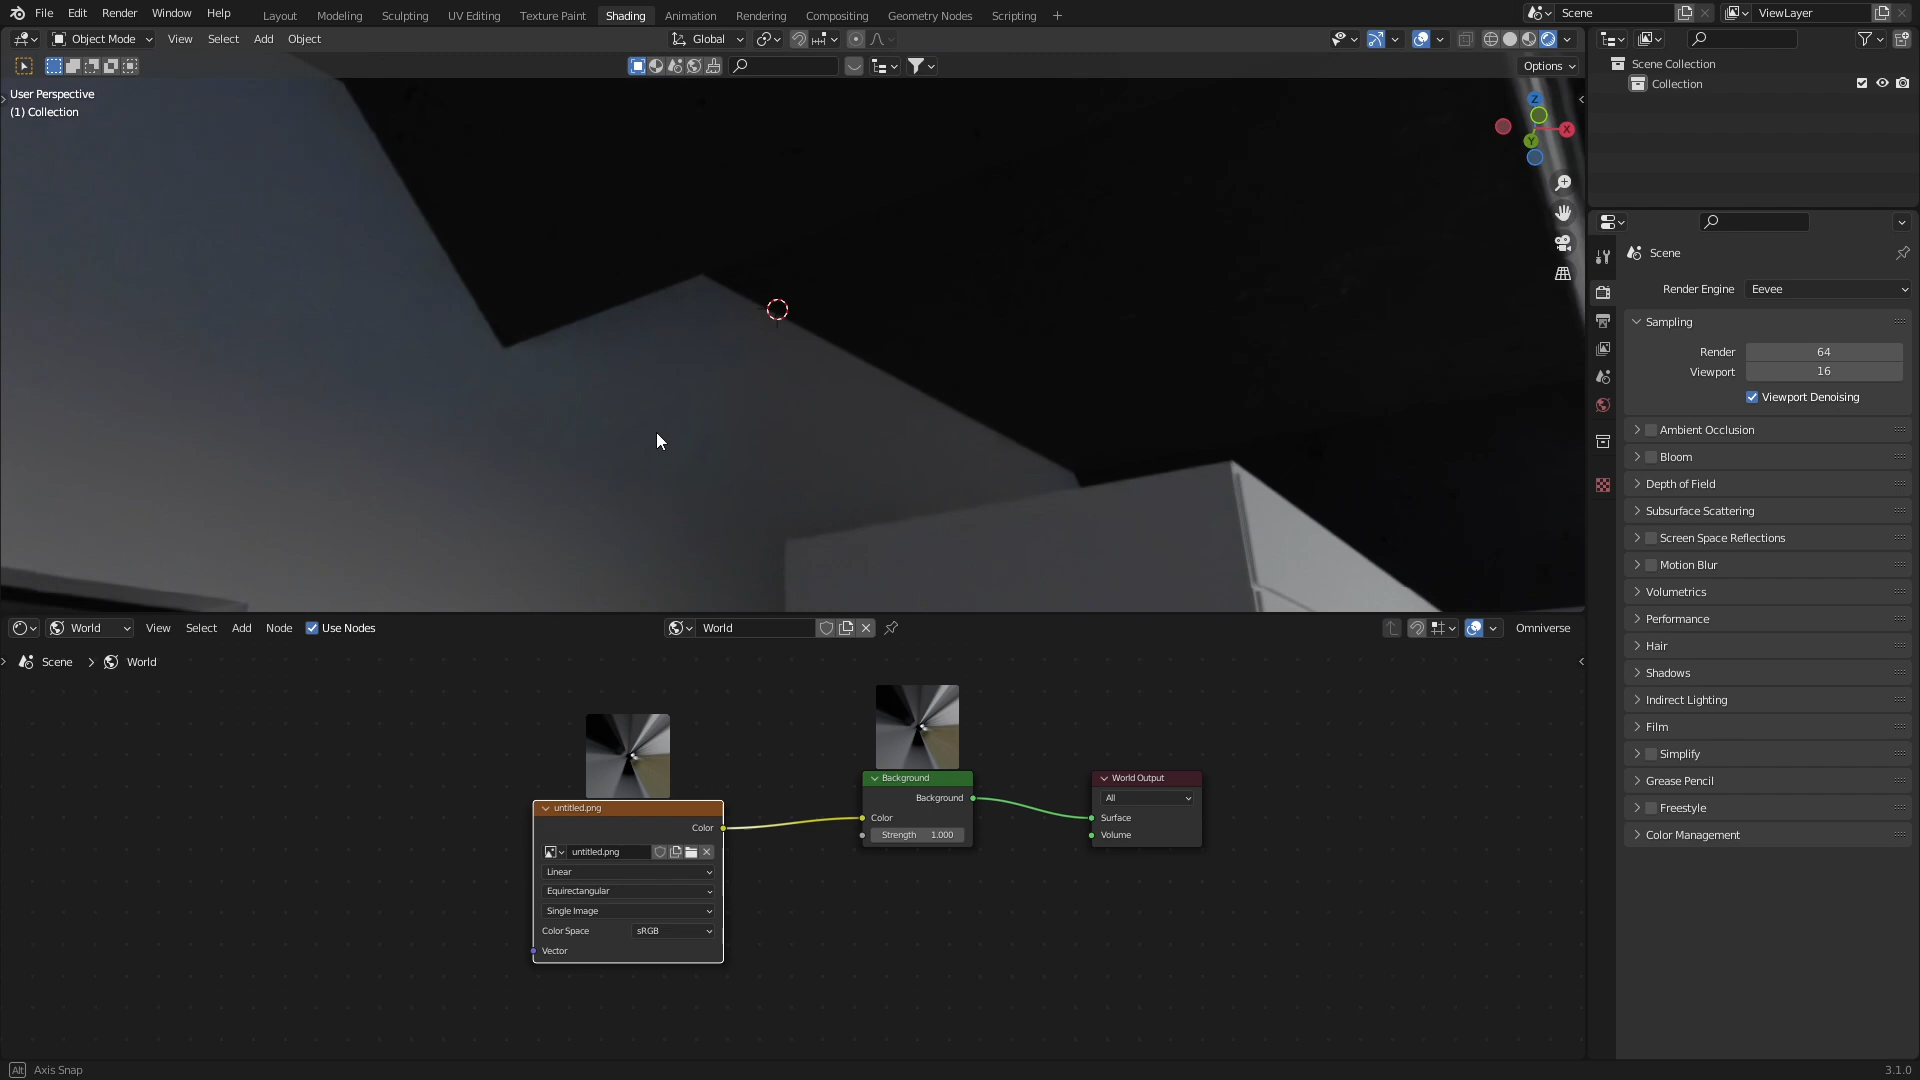 File Edit Render Window Help Layout Modeling Sculpting UV Editing Texture Paint Shading Animation Rendering Compositing Geometry Nodes Scripting + Scene ViewLayer
Object Mode View Select Add Object Global
Options
User Perspective
(1) Collection
Z
X
Y
Scene Collection
Collection
Scene
Render Engine Eevee
Sampling
Render 64
Viewport 16
Viewport Denoising
Ambient Occlusion
Bloom
Depth of Field
Subsurface Scattering
Screen Space Reflections
Motion Blur
Volumetrics
Performance
Hair
Shadows
Indirect Lighting
Film
Simplify
Grease Pencil
Freestyle
Color Management
World View Select Add Node Use Nodes World Omniverse
Scene World
untitled.png
Color
untitled.png
Linear
Equirectangular
Single Image
Color Space sRGB
Vector
Background
Background
Color
Strength 1.000
World Output
All
Surface
Volume
Alt Axis Snap
3.1.0